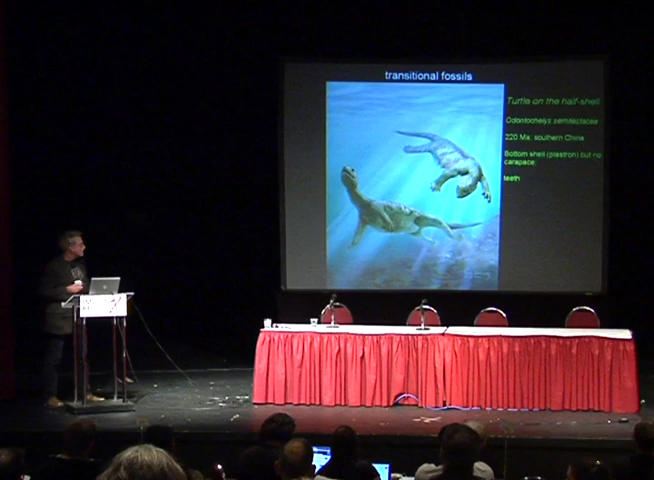 transitional fossils
Turtle on the half-shell
Odontochelys semitestacea
220 Ma: southern China
Bottom shell (plastron) but no
carapace;
teeth